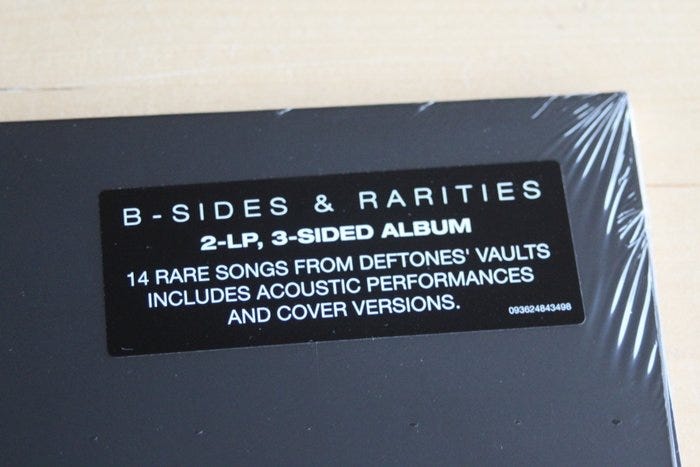 B-SIDES & RARITIES
2-LP, 3-SIDED ALBUM
14 RARE SONGS FROM DEFTONES' VAULTS
INCLUDES ACOUSTIC PERFORMANCES
AND COVER VERSIONS.
093624843498